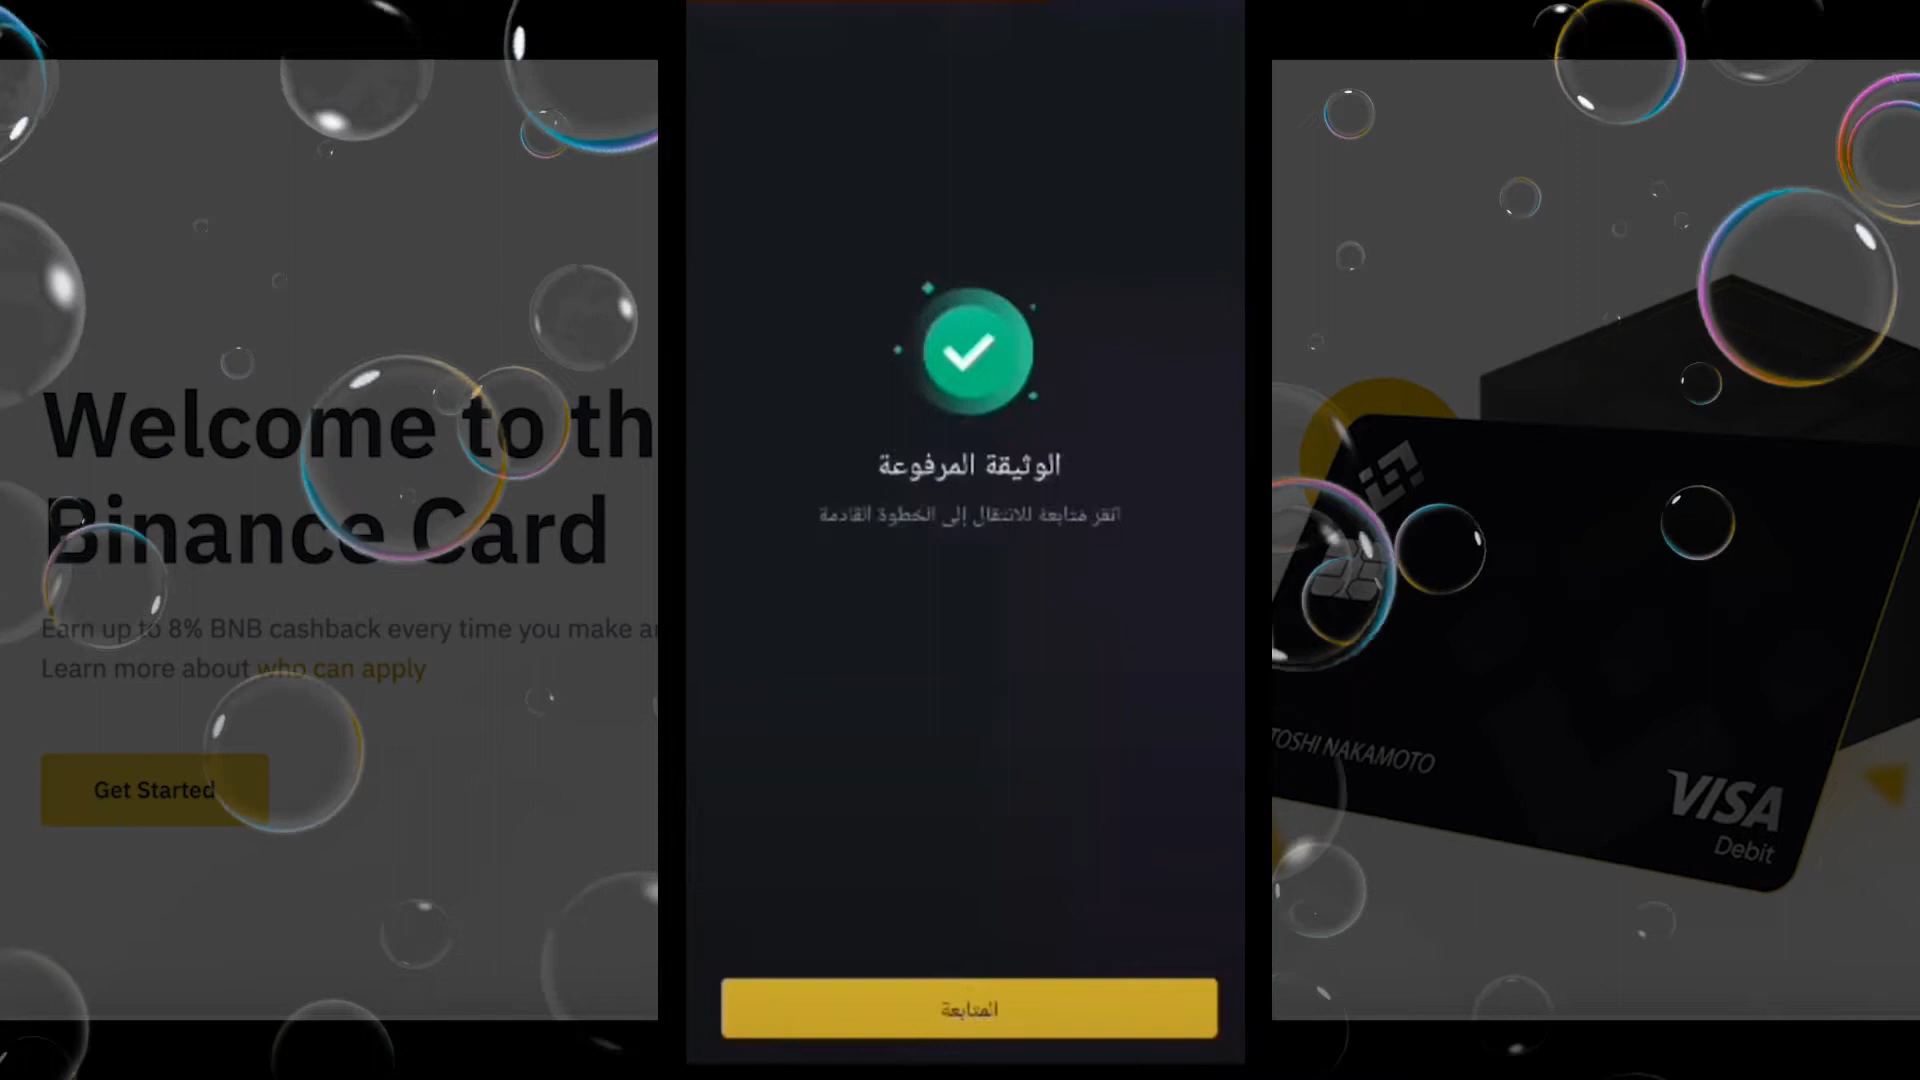 Welcome to th
Binance Card
Earn up to 8% BNB cashback every time you make
Learn more about who can apply
Get Started
الوثيقة المرفوعة
انقر متابعة للانتقال إلى الخطوة القادمة
المتابعة
TOSHI NAKAMOTO
VISA
Debit